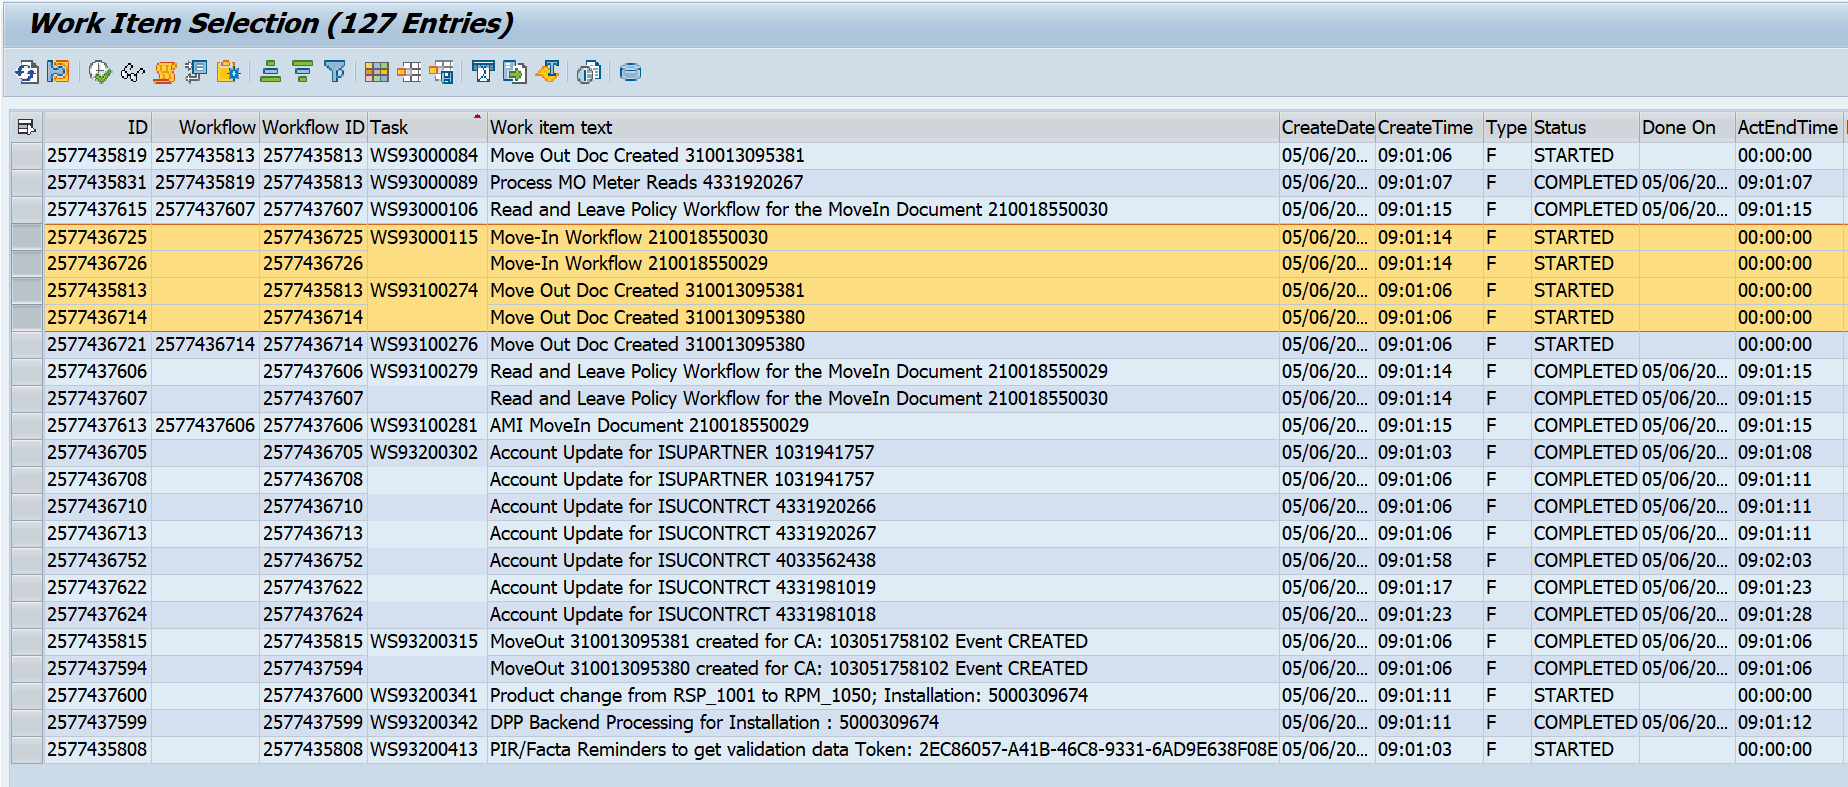 Work Item Selection (127 Entries)
ID Workflow Workflow ID Task Work item text CreateDate CreateTime Type Status Done On ActEndTime
2577435819 2577435813 2577435813 WS93000084 Move Out Doc Created 310013095381 05/06/20... 09:01:06 F STARTED 00:00:00
2577435831 2577435819 2577435813 WS93000089 Process MO Meter Reads 4331920267 05/06/20... 09:01:07 F COMPLETED 05/06/20... 09:01:07
2577437615 2577437607 2577437607 WS93000106 Read and Leave Policy Workflow for the MoveIn Document 210018550030 05/06/20... 09:01:15 F COMPLETED 05/06/20... 09:01:15
2577436725 2577436725 WS93000115 Move-In Workflow 210018550030 05/06/20... 09:01:14 F STARTED 00:00:00
2577436726 2577436726 Move-In Workflow 210018550029 05/06/20... 09:01:14 F STARTED 00:00:00
2577435813 2577435813 WS93100274 Move Out Doc Created 310013095381 05/06/20... 09:01:06 F STARTED 00:00:00
2577436714 2577436714 Move Out Doc Created 310013095380 05/06/20... 09:01:06 F STARTED 00:00:00
2577436721 2577436714 2577436714 WS93100276 Move Out Doc Created 310013095380 05/06/20... 09:01:06 F STARTED 00:00:00
2577437606 2577437606 WS93100279 Read and Leave Policy Workflow for the MoveIn Document 210018550029 05/06/20... 09:01:14 F COMPLETED 05/06/20... 09:01:15
2577437607 2577437607 Read and Leave Policy Workflow for the MoveIn Document 210018550030 05/06/20... 09:01:14 F COMPLETED 05/06/20... 09:01:15
2577437613 2577437606 2577437606 WS93100281 AMI MoveIn Document 210018550029 05/06/20... 09:01:15 F COMPLETED 05/06/20... 09:01:15
2577436705 2577436705 WS93200302 Account Update for ISUPARTNER 1031941757 05/06/20... 09:01:03 F COMPLETED 05/06/20... 09:01:08
2577436708 2577436708 Account Update for ISUPARTNER 1031941757 05/06/20... 09:01:06 F COMPLETED 05/06/20... 09:01:11
2577436710 2577436710 Account Update for ISUCONTRCT 4331920266 05/06/20... 09:01:06 F COMPLETED 05/06/20... 09:01:11
2577436713 2577436713 Account Update for ISUCONTRCT 4331920267 05/06/20... 09:01:06 F COMPLETED 05/06/20... 09:01:11
2577436752 2577436752 Account Update for ISUCONTRCT 4033562438 05/06/20... 09:01:58 F COMPLETED 05/06/20... 09:02:03
2577437622 2577437622 Account Update for ISUCONTRCT 4331981019 05/06/20... 09:01:17 F COMPLETED 05/06/20... 09:01:23
2577437624 2577437624 Account Update for ISUCONTRCT 4331981018 05/06/20... 09:01:23 F COMPLETED 05/06/20... 09:01:28
2577435815 2577435815 WS93200315 MoveOut 310013095381 created for CA: 103051758102 Event CREATED 05/06/20... 09:01:06 F COMPLETED 05/06/20... 09:01:06
2577437594 2577437594 MoveOut 310013095380 created for CA: 103051758102 Event CREATED 05/06/20... 09:01:06 F COMPLETED 05/06/20... 09:01:06
2577437600 2577437600 WS93200341 Product change from RSP_1001 to RPM_1050; Installation: 5000309674 05/06/20... 09:01:11 F STARTED 00:00:00
2577437599 2577437599 WS93200342 DPP Backend Processing for Installation : 5000309674 05/06/20... 09:01:11 F COMPLETED 05/06/20... 09:01:12
2577435808 2577435808 WS93200413 PIR/Facta Reminders to get validation data Token: 2EC86057-A41B-46C8-9331-6AD9E638F08E 05/06/20... 09:01:03 F STARTED 00:00:00